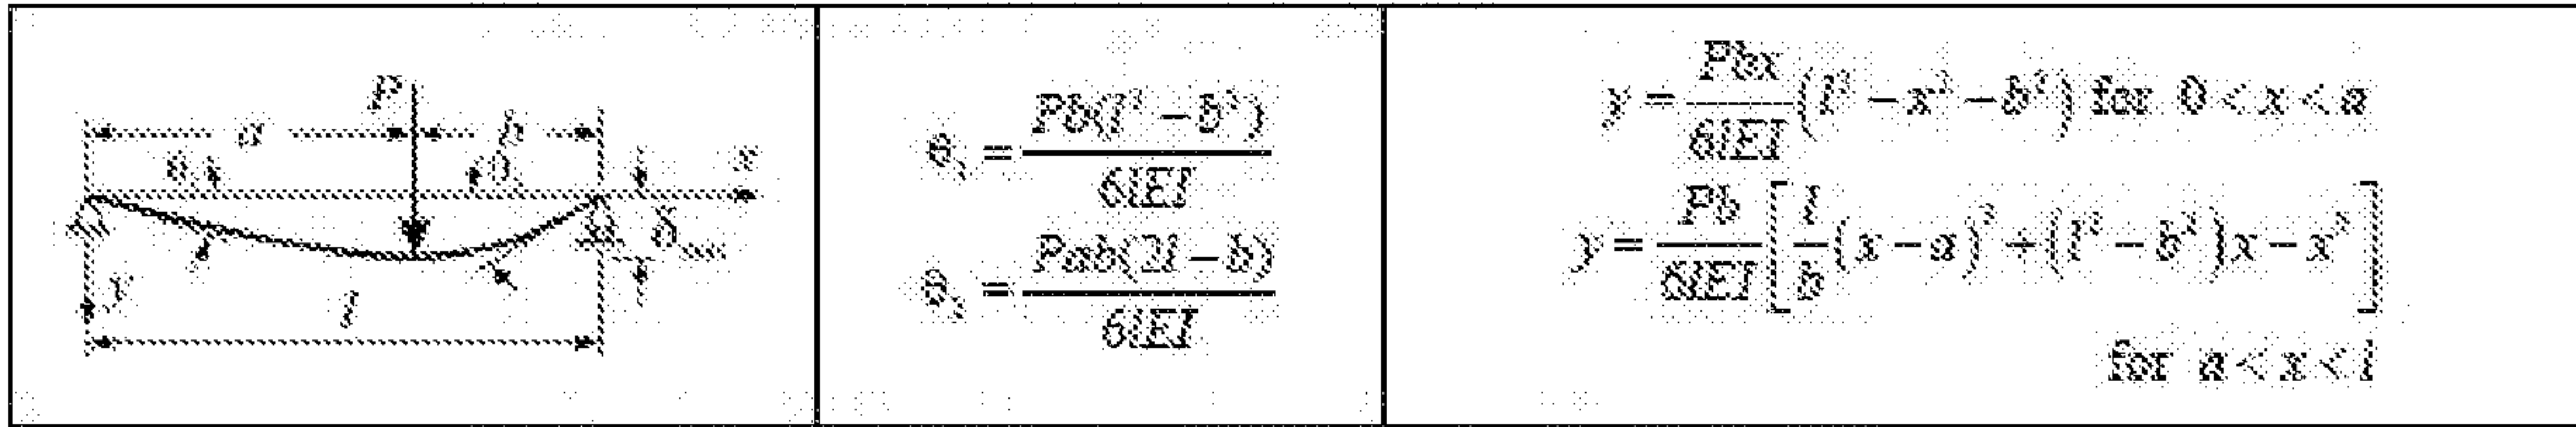 P
a
b
x
θ₁
θ₂
δ
y
l
θ₁ = Pb(l² − b²) / 6lEI
θ₂ = Pab(2l − b) / 6lEI
y = Pbx / 6lEI (l² − x² − b²) for 0 < x < a
y = Pb / 6lEI [ l / b (x − a)³ + (l² − b²)x − x³ ]
for a < x < l